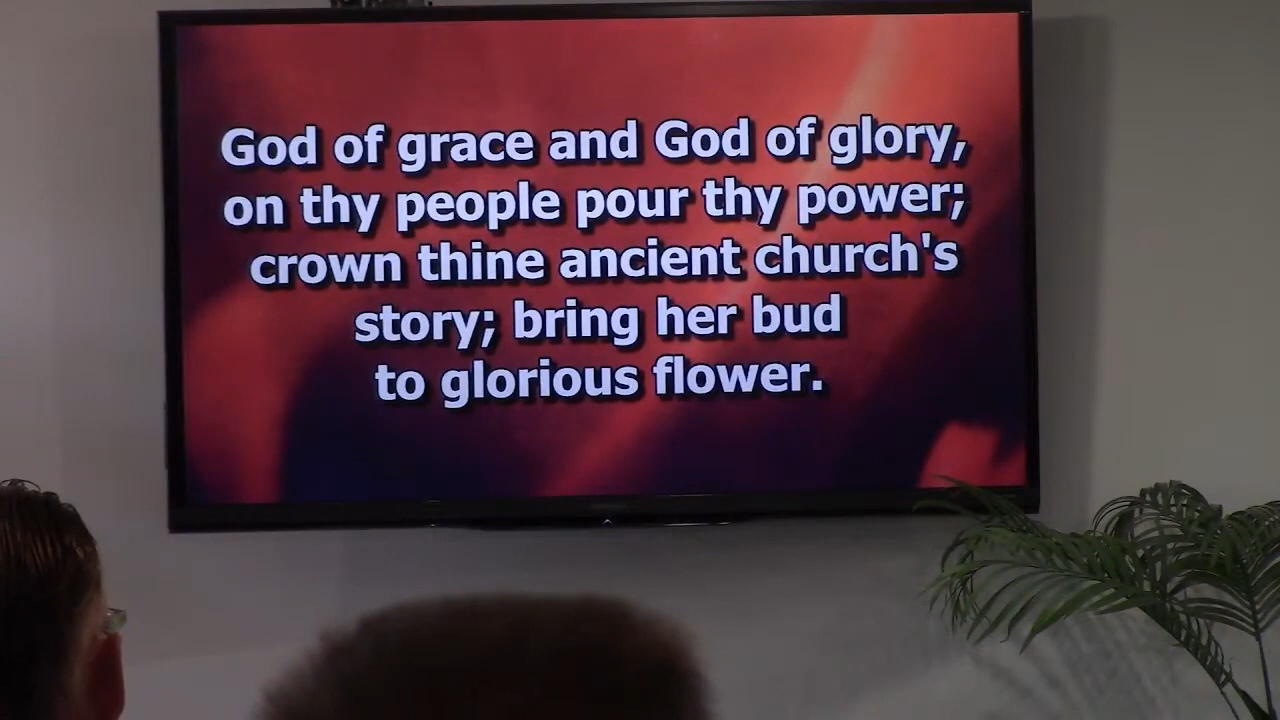 God of grace and God of glory,
on thy people pour thy power;
crown thine ancient church's
story; bring her bud
to glorious flower.